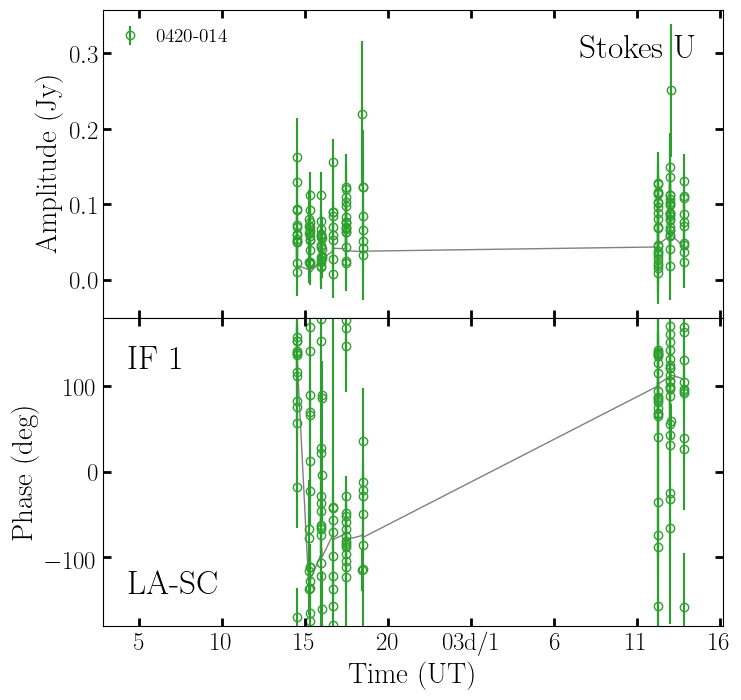 0420-014
Stokes U
0.3
0.2
0.1
0.0
Amplitude (Jy)
IF 1
100
0
−100
Phase (deg)
LA-SC
5 10 15 20 03d/1 6 11 16
Time (UT)